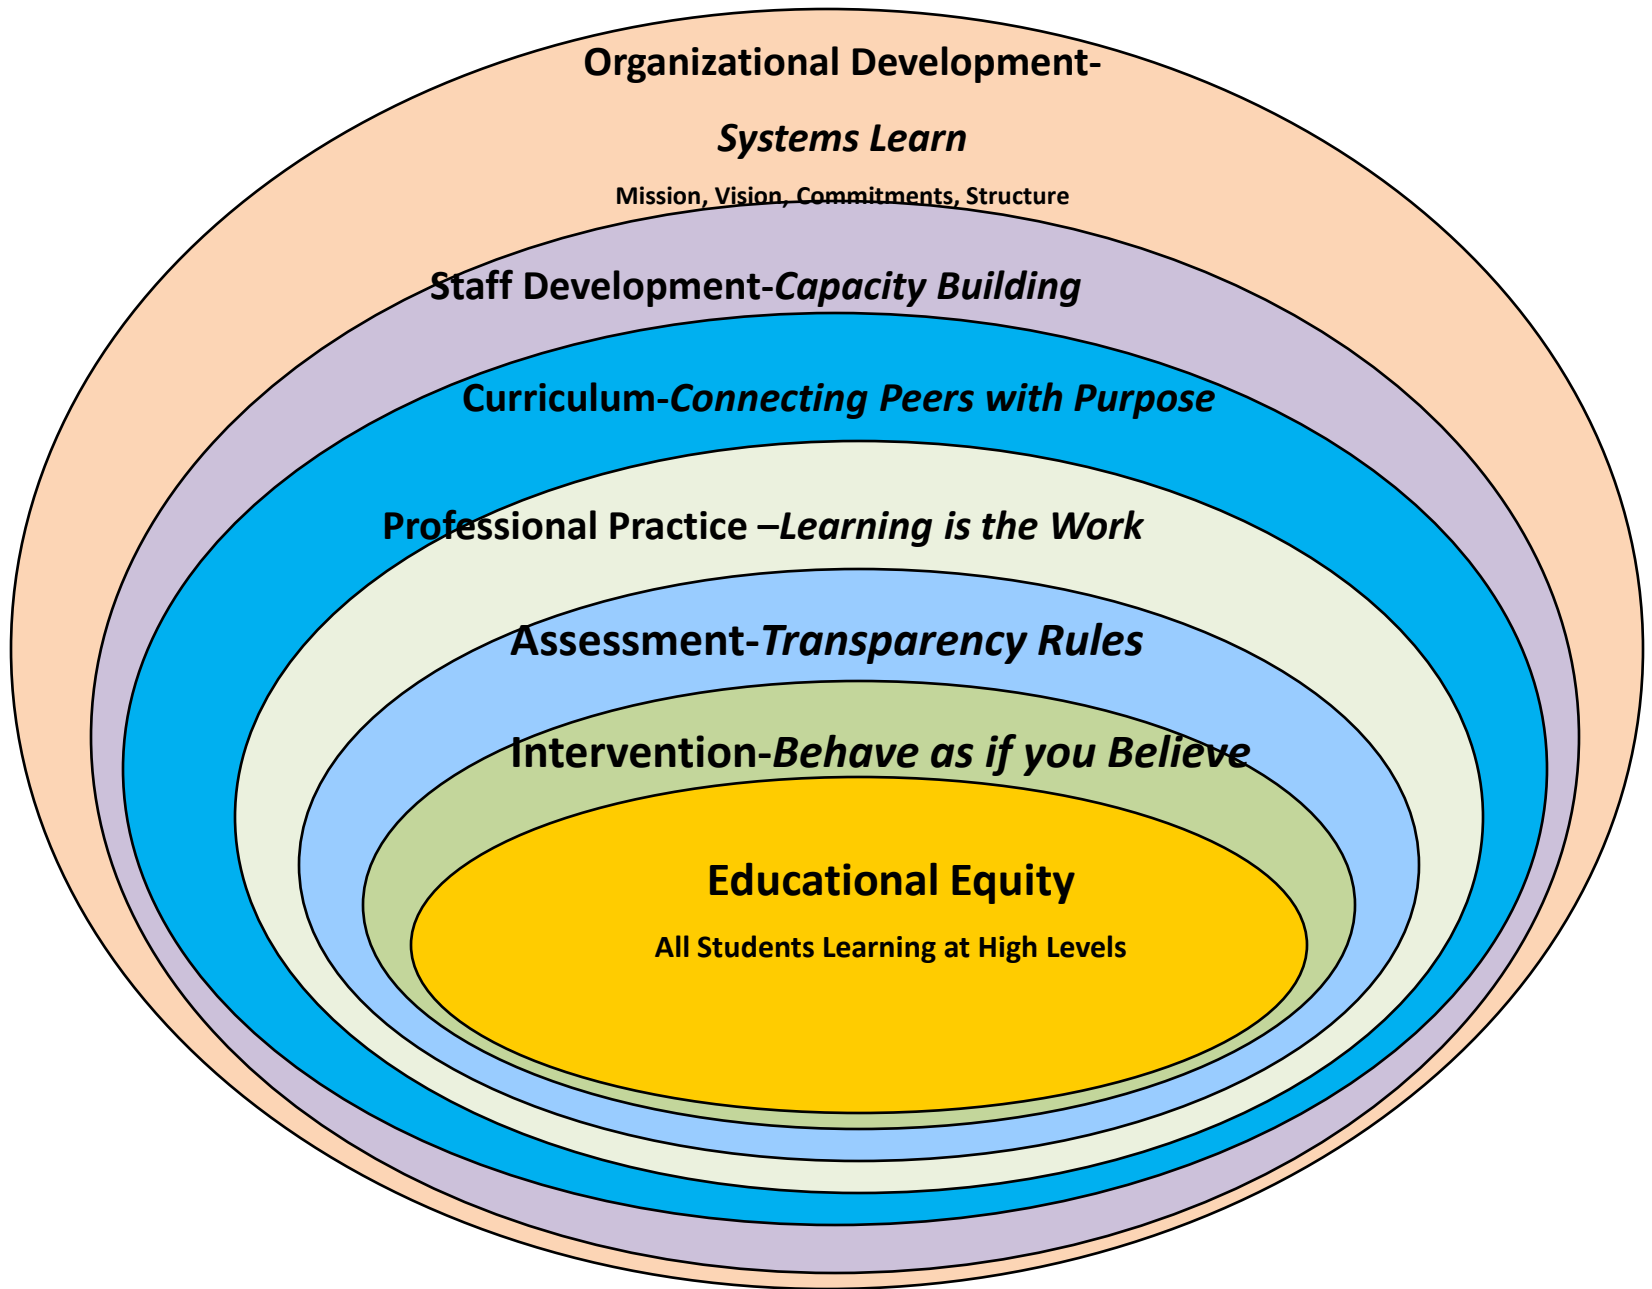 Organizational Development-
Systems Learn
Mission, Vision, Commitments, Structure
Staff Development-Capacity Building
Curriculum-Connecting Peers with Purpose
Professional Practice –Learning is the Work
Assessment-Transparency Rules
Intervention-Behave as if you Believe
Educational Equity
All Students Learning at High Levels